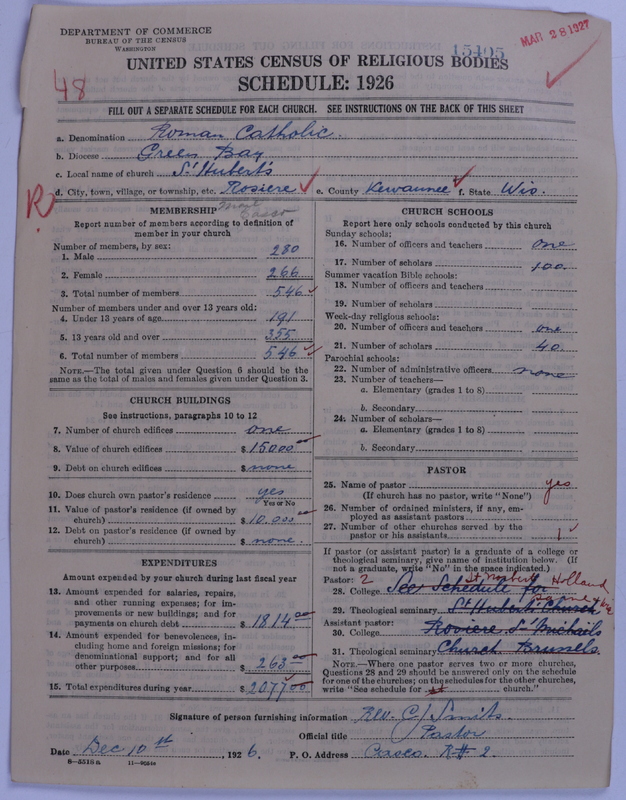 DEPARTMENT OF COMMERCE
BUREAU OF THE CENSUS
WASHINGTON
15405
MAR 28 1927
UNITED STATES CENSUS OF RELIGIOUS BODIES
SCHEDULE: 1926
48
FILL OUT A SEPARATE SCHEDULE FOR EACH CHURCH. SEE INSTRUCTIONS ON THE BACK OF THIS SHEET
a. Denomination Roman Catholic.
b. Diocese Green Bay
c. Local name of church St Hubert's
d. City, town, village, or township, etc. Rosiere e. County Kewaunee f. State Wis.
R
MEMBERSHIP
Mail Casco
Report number of members according to definition of member in your church
Number of members, by sex:
1. Male 280
2. Female 266
3. Total number of members 546
Number of members under and over 13 years old:
4. Under 13 years of age 191
5. 13 years old and over 355
6. Total number of members 546
NOTE.—The total given under Question 6 should be the same as the total of males and females given under Question 3.
CHURCH BUILDINGS
See instructions, paragraphs 10 to 12
7. Number of church edifices one
8. Value of church edifices $ 15000
9. Debt on church edifices $ none
10. Does church own pastor's residence yes
Yes or No
11. Value of pastor's residence (if owned by church) $ 10.000
12. Debt on pastor's residence (if owned by church) $ none.
EXPENDITURES
Amount expended by your church during last fiscal year
13. Amount expended for salaries, repairs, and other running expenses; for improvements or new buildings; and for payments on church debt $ 1814 00
14. Amount expended for benevolences, including home and foreign missions; for denominational support; and for all other purposes $ 263
15. Total expenditures during year $ 2077 00
CHURCH SCHOOLS
Report here only schools conducted by this church
Sunday schools:
16. Number of officers and teachers one
17. Number of scholars 100.
Summer vacation Bible schools:
18. Number of officers and teachers
19. Number of scholars
Week-day religious schools:
20. Number of officers and teachers one
21. Number of scholars 40.
Parochial schools:
22. Number of administrative officers none
23. Number of teachers—
a. Elementary (grades 1 to 8)
b. Secondary
24. Number of scholars—
a. Elementary (grades 1 to 8)
b. Secondary
PASTOR
25. Name of pastor yes
(If church has no pastor, write "None")
26. Number of ordained ministers, if any, employed as assistant pastors
27. Number of other churches served by the pastor or his assistants 1
If pastor (or assistant pastor) is a graduate of a college or theological seminary, give name of institution below. (If not a graduate, write "No" in the space indicated.)
Pastor: 2 St Norbert Holland
28. College See Schedule for
29. Theological seminary St Hubert's Church
Assistant pastor:
30. College Rosiere St Michaels
31. Theological seminary Church Brussels
NOTE.—Where one pastor serves two or more churches, Questions 28 and 29 should be answered only on the schedule for one of the churches; on the schedules for the other churches, write "See schedule for church."
Signature of person furnishing information Rev. C J Smits
Official title Pastor
Date Dec 10th, 1926. P. O. Address Casco. R# 2.
8—5516 a